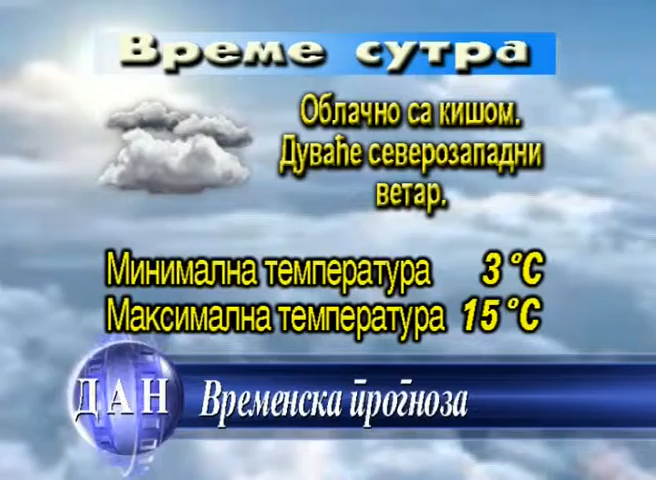 Време сутра
Облачно са кишом.
Дуваће северозападни
ветар.
Минимална температура 3 °C
Максимална температура 15 °C
ДАН Временска прогноза